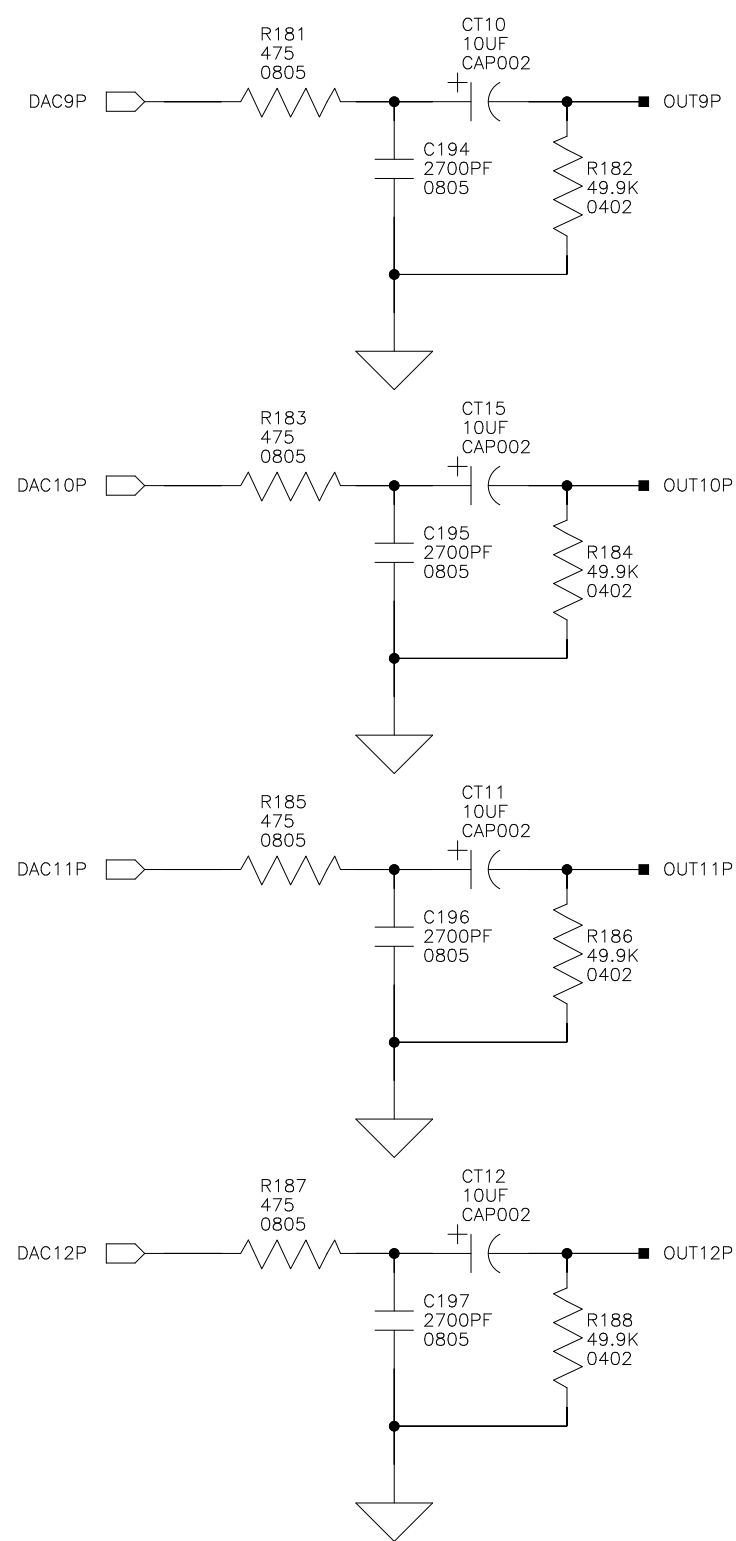 CT10
10UF
CAP002
R181
475
0805
DAC9P
OUT9P
C194
2700PF
0805
R182
49.9K
0402
CT15
10UF
CAP002
R183
475
0805
DAC10P
OUT10P
C195
2700PF
0805
R184
49.9K
0402
CT11
10UF
CAP002
R185
475
0805
DAC11P
OUT11P
C196
2700PF
0805
R186
49.9K
0402
CT12
10UF
CAP002
R187
475
0805
DAC12P
OUT12P
C197
2700PF
0805
R188
49.9K
0402